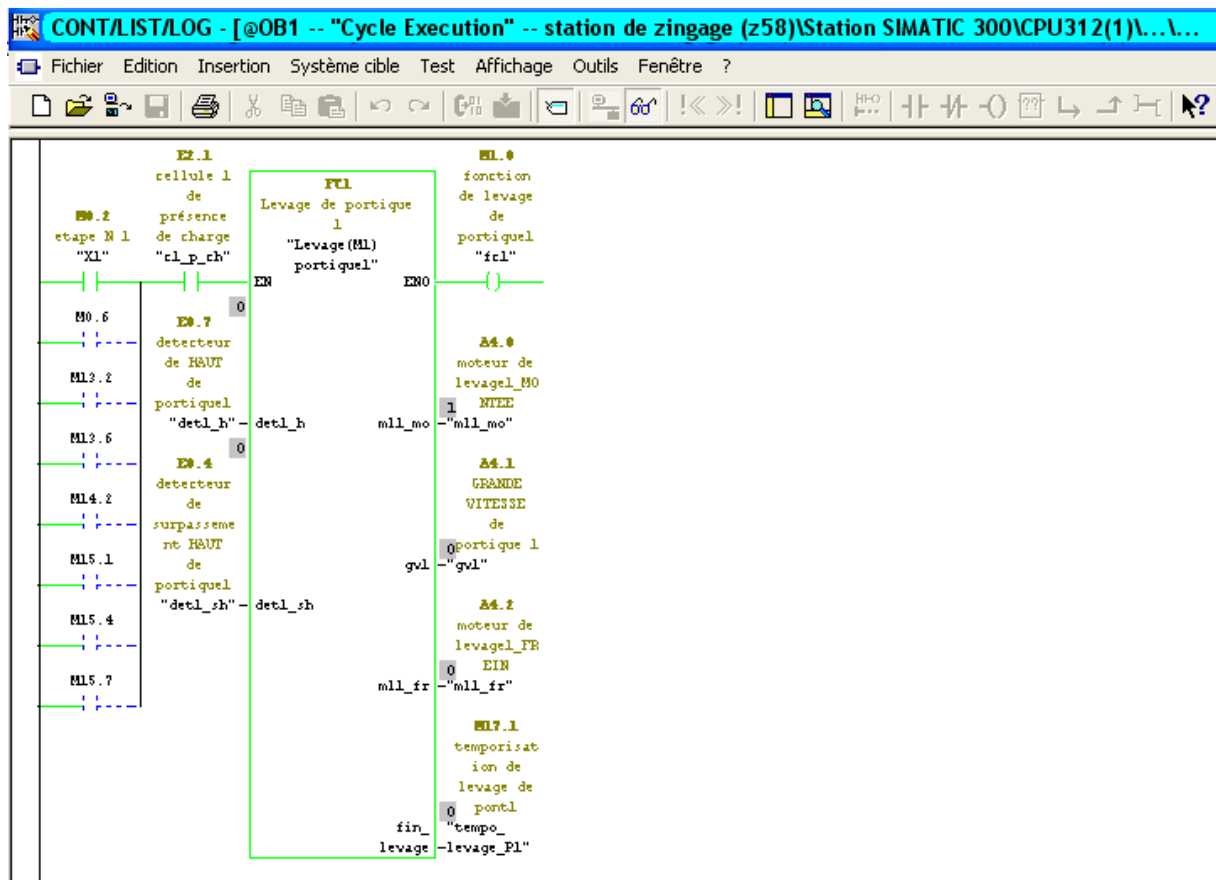 CONT/LIST/LOG - [@OB1 -- "Cycle Execution" -- station de zingage (z58)\Station SIMATIC 300\CPU312(1)\...\...
Fichier Edition Insertion Système cible Test Affichage Outils Fenêtre ?
M0.2
etape N 1
"X1"
M0.6
M13.2
M13.6
M14.2
M15.1
M15.4
M15.7
E2.1
cellule 1
de
présence
de charge
"c1_p_ch"
0
E0.7
detecteur
de HAUT
de
portique1
"det1_h"
0
E0.4
detecteur
de
surpasseme
nt HAUT
de
portique1
"det1_sh"
FC1
Levage de portique
1
"Levage(M1)
portique1"
EN
ENO
det1_h
m11_mo
gv1
det1_sh
m11_fr
fin_
levage
M1.0
fonction
de levage
de
portique1
"fc1"
A4.0
moteur de
levage1_MO
NTEE
1
"m11_mo"
A4.1
GRANDE
VITESSE
de
portique 1
0
"gv1"
A4.2
moteur de
levage1_FR
EIN
0
"m11_fr"
M17.1
temporisat
ion de
levage de
pont1
0
"tempo_
levage_P1"